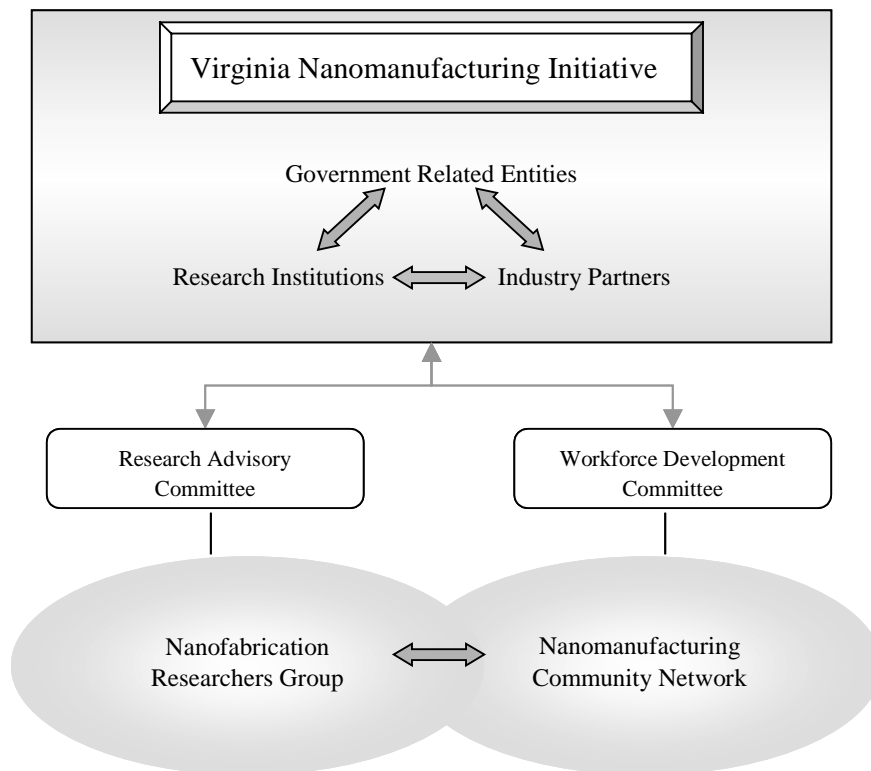 Virginia Nanomanufacturing Initiative
Government Related Entities
Research Institutions
Industry Partners
Research Advisory
Committee
Workforce Development
Committee
Nanofabrication
Researchers Group
Nanomanufacturing
Community Network